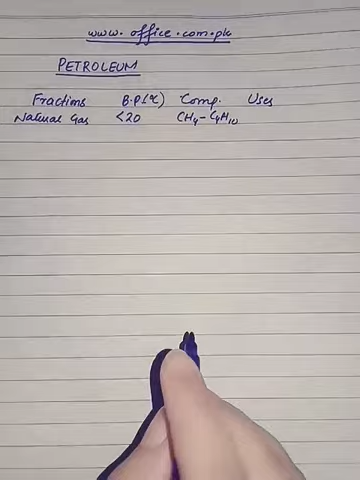 www.office.com.pk
PETROLEUM
Fractions B.P(°C) Comp. Uses
Natural Gas <20 CH₄-C₄H₁₀